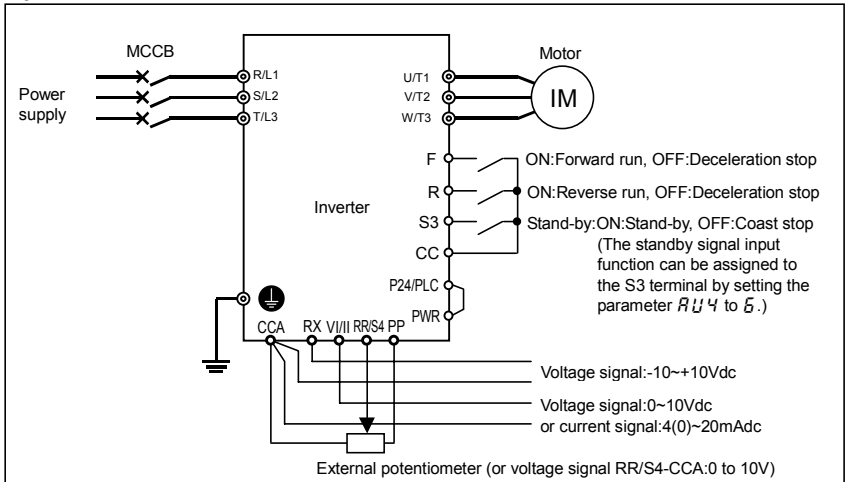 MCCB
Motor
R/L1
U/T1
Power
supply
S/L2
V/T2
IM
T/L3
W/T3
F
ON:Forward run, OFF:Deceleration stop
R
ON:Reverse run, OFF:Deceleration stop
Inverter
S3
Stand-by:ON:Stand-by, OFF:Coast stop
(The standby signal input
function can be assigned to
the S3 terminal by setting the
parameter AU4 to 6.)
CC
P24/PLC
PWR
CCA RX VI/II RR/S4 PP
Voltage signal:-10~+10Vdc
Voltage signal:0~10Vdc
or current signal:4(0)~20mAdc
External potentiometer (or voltage signal RR/S4-CCA:0 to 10V)